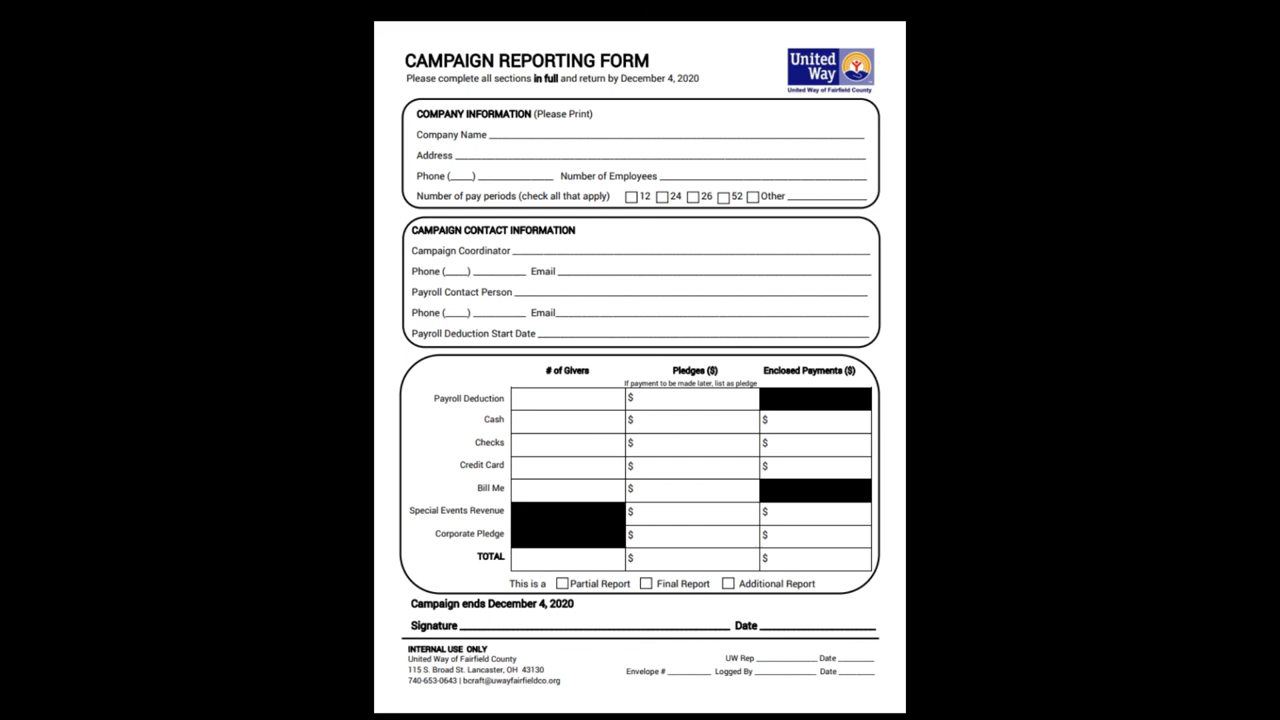 CAMPAIGN REPORTING FORM
Please complete all sections in full and return by December 4, 2020
United
Way
United Way of Fairfield County
COMPANY INFORMATION (Please Print)
Company Name
Address
Phone (____) Number of Employees
Number of pay periods (check all that apply) 12 24 26 52 Other
CAMPAIGN CONTACT INFORMATION
Campaign Coordinator
Phone (____) Email
Payroll Contact Person
Phone (____) Email
Payroll Deduction Start Date
# of Givers Pledges ($) Enclosed Payments ($)
If payment to be made later, list as pledge
Payroll Deduction $
Cash $ $
Checks $ $
Credit Card $ $
Bill Me $
Special Events Revenue $ $
Corporate Pledge $ $
TOTAL $ $
This is a Partial Report Final Report Additional Report
Campaign ends December 4, 2020
Signature Date
INTERNAL USE ONLY
United Way of Fairfield County UW Rep Date
115 S. Broad St. Lancaster, OH 43130 Envelope # Logged By Date
740-653-0643 | bcraft@uwayfairfieldco.org